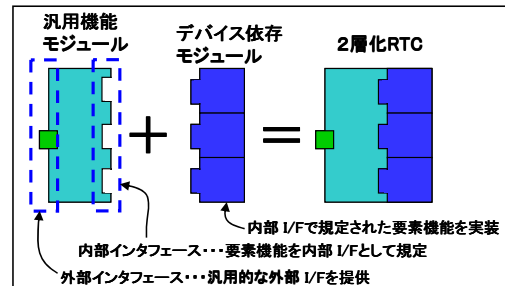 汎用機能
モジュール
デバイス依存
モジュール
2層化RTC
内部 I/Fで規定された要素機能を実装
内部インタフェース・・・要素機能を内部 I/Fとして規定
外部インタフェース・・・汎用的な外部 I/Fを提供